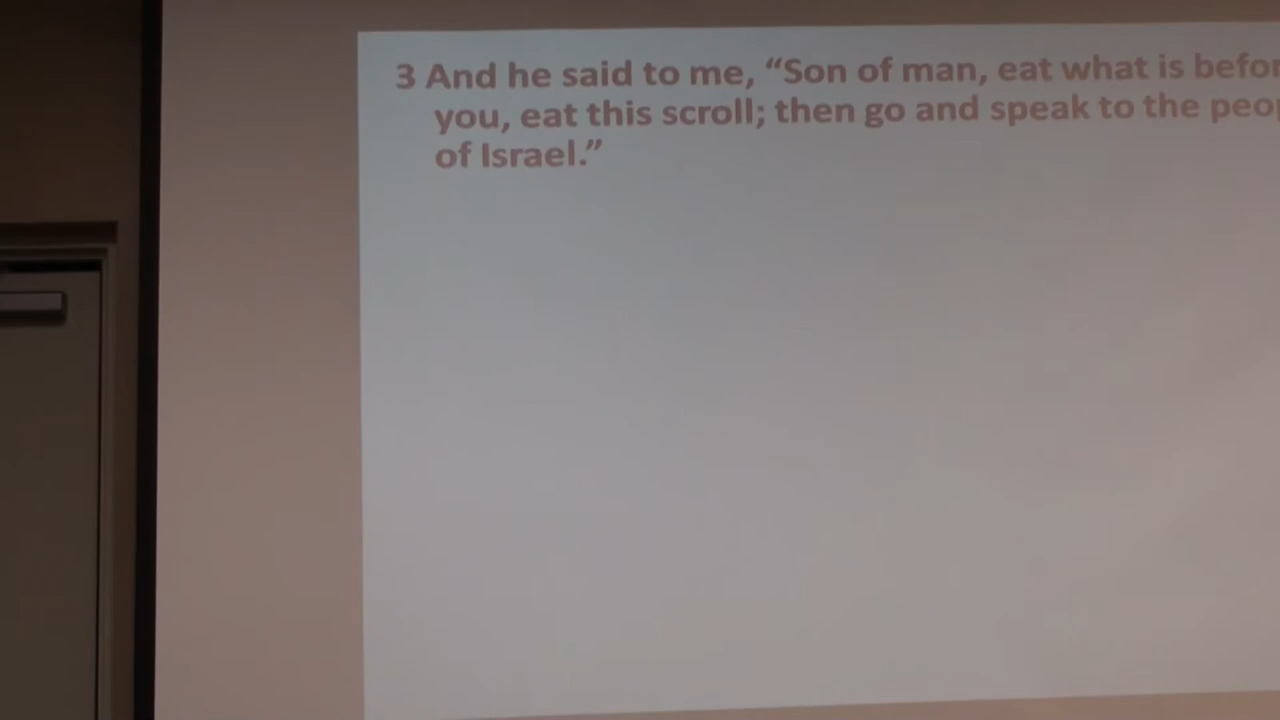 3 And he said to me, “Son of man, eat what is befor
you, eat this scroll; then go and speak to the peop
of Israel.”